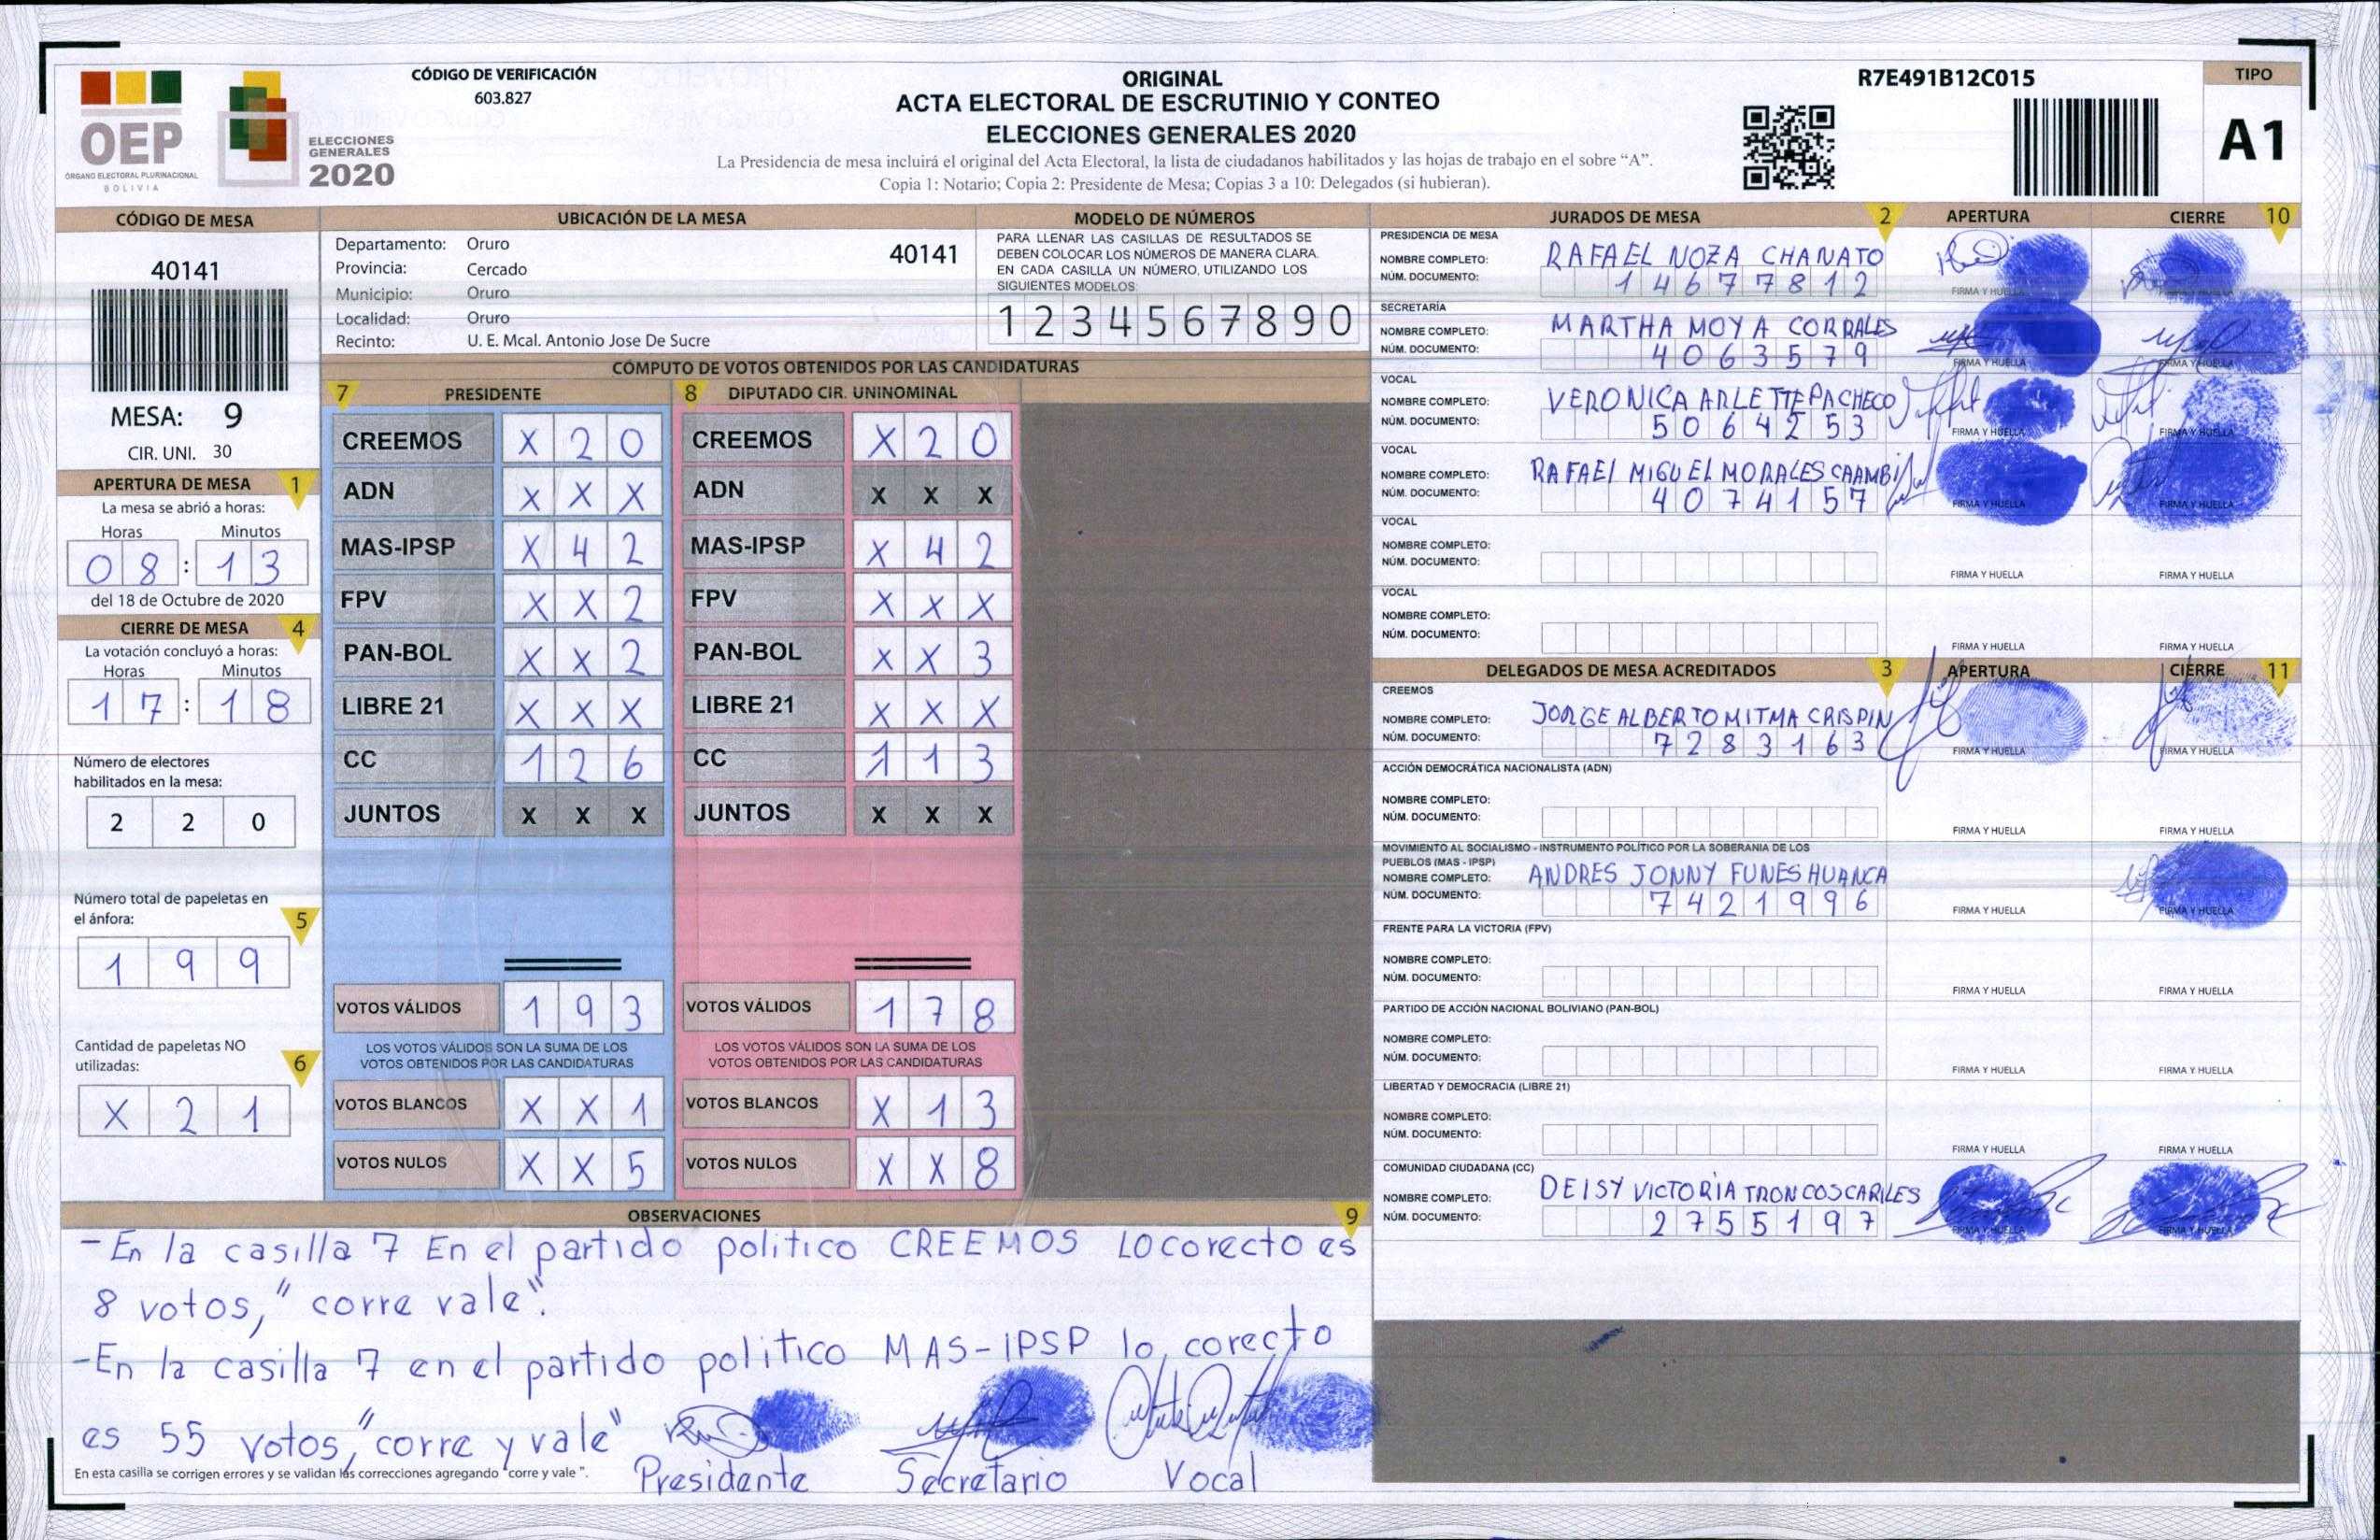 OEP
ÓRGANO ELECTORAL PLURINACIONAL
BOLIVIA
ELECCIONES
GENERALES
2020
CÓDIGO DE VERIFICACIÓN
603.827
ORIGINAL
ACTA ELECTORAL DE ESCRUTINIO Y CONTEO
ELECCIONES GENERALES 2020
La Presidencia de mesa incluirá el original del Acta Electoral, la lista de ciudadanos habilitados y las hojas de trabajo en el sobre “A”.
Copia 1: Notario; Copia 2: Presidente de Mesa; Copias 3 a 10: Delegados (si hubieran).
R7E491B12C015
TIPO
A1
CÓDIGO DE MESA
40141
MESA: 9
CIR. UNI. 30
APERTURA DE MESA 1
La mesa se abrió a horas:
Horas Minutos
08 : 13
del 18 de Octubre de 2020
CIERRE DE MESA 4
La votación concluyó a horas:
Horas Minutos
17 : 18
Número de electores
habilitados en la mesa:
2 2 0
Número total de papeletas en
el ánfora: 5
1 9 9
Cantidad de papeletas NO
utilizadas: 6
X 2 1
UBICACIÓN DE LA MESA
Departamento: Oruro
40141
Provincia: Cercado
Municipio: Oruro
Localidad: Oruro
Recinto: U. E. Mcal. Antonio Jose De Sucre
MODELO DE NÚMEROS
PARA LLENAR LAS CASILLAS DE RESULTADOS SE
DEBEN COLOCAR LOS NÚMEROS DE MANERA CLARA.
EN CADA CASILLA UN NÚMERO, UTILIZANDO LOS
SIGUIENTES MODELOS:
1 2 3 4 5 6 7 8 9 0
CÓMPUTO DE VOTOS OBTENIDOS POR LAS CANDIDATURAS
7 PRESIDENTE
8 DIPUTADO CIR. UNINOMINAL
CREEMOS X 2 0 CREEMOS X 2 0
ADN X X X ADN X X X
MAS-IPSP X 4 2 MAS-IPSP X 4 2
FPV X X 2 FPV X X X
PAN-BOL X X 2 PAN-BOL X X 3
LIBRE 21 X X X LIBRE 21 X X X
CC 1 2 6 CC 1 1 3
JUNTOS X X X JUNTOS X X X
VOTOS VÁLIDOS 1 9 3 VOTOS VÁLIDOS 1 7 8
LOS VOTOS VÁLIDOS SON LA SUMA DE LOS LOS VOTOS VÁLIDOS SON LA SUMA DE LOS
VOTOS OBTENIDOS POR LAS CANDIDATURAS VOTOS OBTENIDOS POR LAS CANDIDATURAS
VOTOS BLANCOS X X 1 VOTOS BLANCOS X 1 3
VOTOS NULOS X X 5 VOTOS NULOS X X 8
OBSERVACIONES 9
- En la casilla 7 En el partido politico CREEMOS LO corecto es
8 votos, "corre vale".
- En la casilla 7 en el partido politico MAS-IPSP lo corecto
es 55 votos, "corre y vale"
Presidente Secretario Vocal
En esta casilla se corrigen errores y se validan las correcciones agregando "corre y vale".
JURADOS DE MESA 2 APERTURA CIERRE 10
PRESIDENCIA DE MESA
NOMBRE COMPLETO: RAFAEL NOZA CHANATO
NÚM. DOCUMENTO: 14677812
FIRMA Y HUELLA FIRMA Y HUELLA
SECRETARÍA
NOMBRE COMPLETO: MARTHA MOYA CORRALES
NÚM. DOCUMENTO: 4063579
FIRMA Y HUELLA FIRMA Y HUELLA
VOCAL
NOMBRE COMPLETO: VERONICA ARLETTE PACHECO
NÚM. DOCUMENTO: 5064253
FIRMA Y HUELLA FIRMA Y HUELLA
VOCAL
NOMBRE COMPLETO: RAFAEL MIGUEL MORALES
NÚM. DOCUMENTO: 4074157
FIRMA Y HUELLA FIRMA Y HUELLA
VOCAL
NOMBRE COMPLETO:
NÚM. DOCUMENTO:
FIRMA Y HUELLA FIRMA Y HUELLA
VOCAL
NOMBRE COMPLETO:
NÚM. DOCUMENTO:
FIRMA Y HUELLA FIRMA Y HUELLA
DELEGADOS DE MESA ACREDITADOS 3 APERTURA CIERRE 11
CREEMOS
NOMBRE COMPLETO: JORGE ALBERTO MITMA CRISPIN
NÚM. DOCUMENTO: 7283163
FIRMA Y HUELLA FIRMA Y HUELLA
ACCIÓN DEMOCRÁTICA NACIONALISTA (ADN)
NOMBRE COMPLETO:
NÚM. DOCUMENTO:
FIRMA Y HUELLA FIRMA Y HUELLA
MOVIMIENTO AL SOCIALISMO - INSTRUMENTO POLÍTICO POR LA SOBERANIA DE LOS
PUEBLOS (MAS - IPSP)
NOMBRE COMPLETO: ANDRES JONNY FUNES HUANCA
NÚM. DOCUMENTO: 7421996
FIRMA Y HUELLA FIRMA Y HUELLA
FRENTE PARA LA VICTORIA (FPV)
NOMBRE COMPLETO:
NÚM. DOCUMENTO:
FIRMA Y HUELLA FIRMA Y HUELLA
PARTIDO DE ACCIÓN NACIONAL BOLIVIANO (PAN-BOL)
NOMBRE COMPLETO:
NÚM. DOCUMENTO:
FIRMA Y HUELLA FIRMA Y HUELLA
LIBERTAD Y DEMOCRACIA (LIBRE 21)
NOMBRE COMPLETO:
NÚM. DOCUMENTO:
FIRMA Y HUELLA FIRMA Y HUELLA
COMUNIDAD CIUDADANA (CC)
NOMBRE COMPLETO: DEISY VICTORIA
NÚM. DOCUMENTO: 2755197
FIRMA Y HUELLA FIRMA Y HUELLA